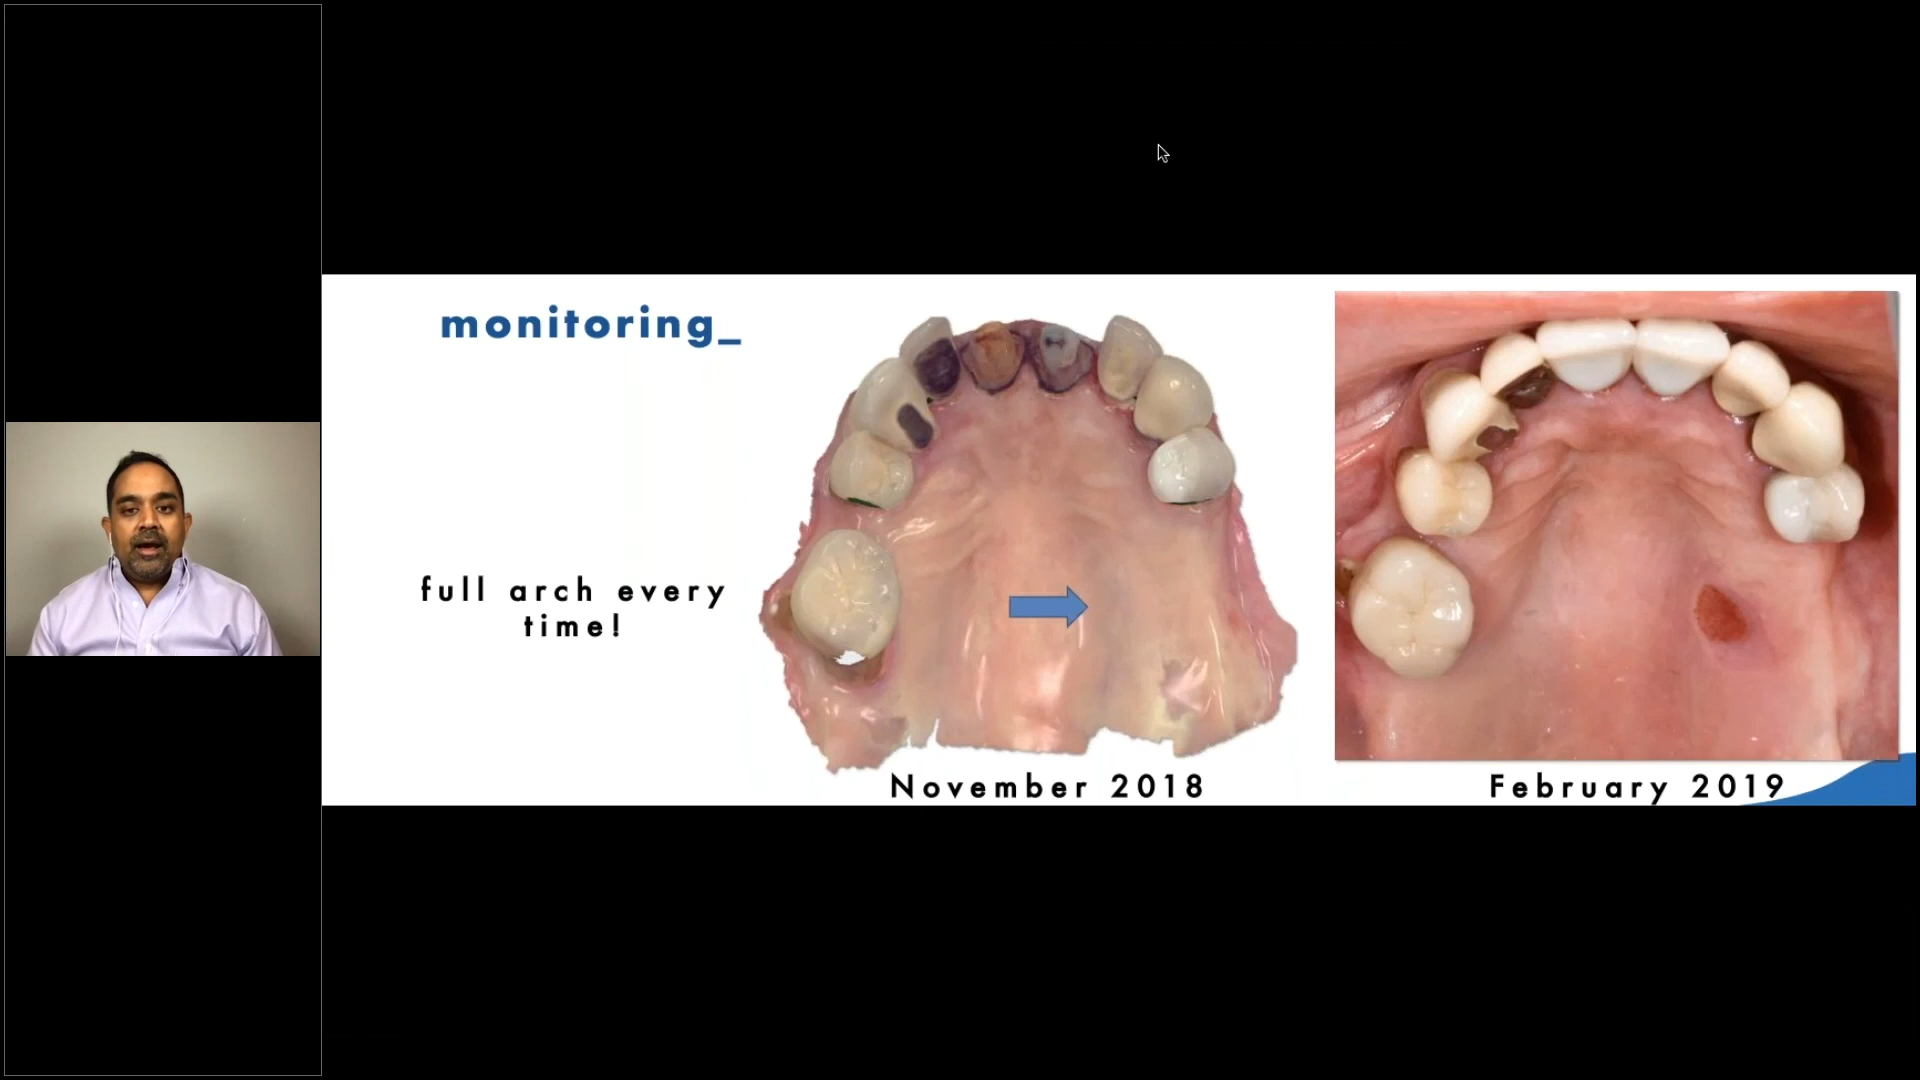 monitoring_
full arch every
time!
November 2018
February 2019